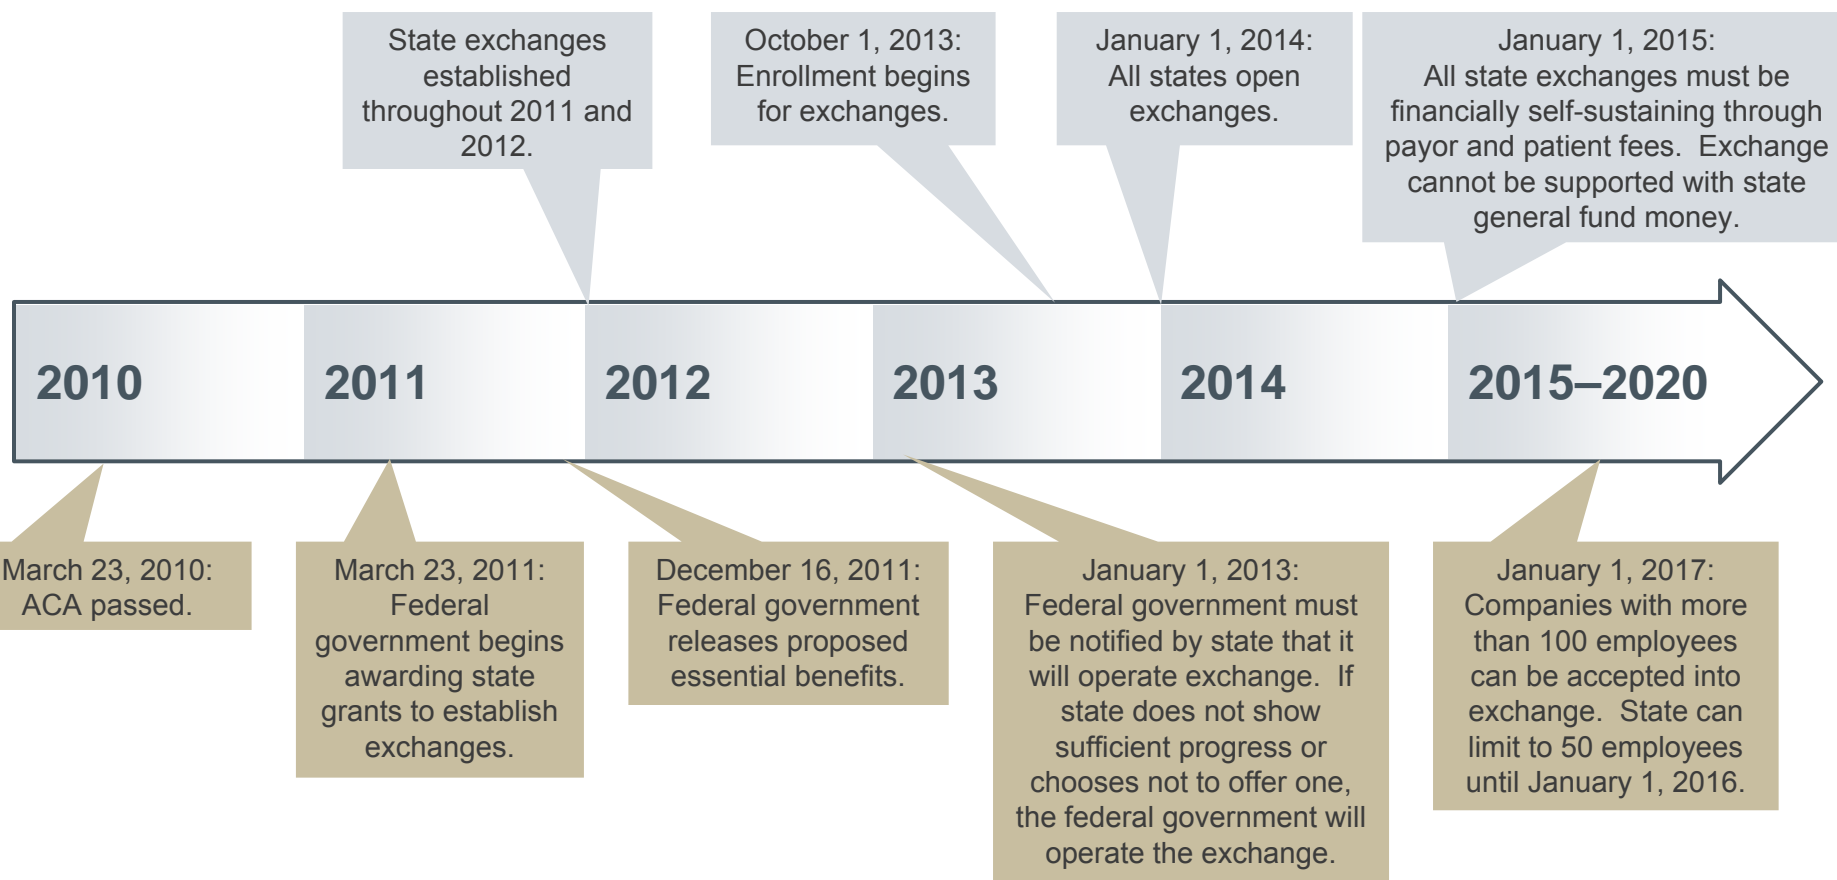 State exchanges
established
throughout 2011 and
2012.
October 1, 2013:
Enrollment begins
for exchanges.
January 1, 2014:
All states open
exchanges.
January 1, 2015:
All state exchanges must be
financially self-sustaining through
payor and patient fees.  Exchange
cannot be supported with state
general fund money.
2010
2011
2012
2013
2014
2015–2020
March 23, 2010:
ACA passed.
March 23, 2011:
Federal
government begins
awarding state
grants to establish
exchanges.
December 16, 2011:
Federal government
releases proposed
essential benefits.
January 1, 2013:
Federal government must
be notified by state that it
will operate exchange.  If
state does not show
sufficient progress or
chooses not to offer one,
the federal government will
operate the exchange.
January 1, 2017:
Companies with more
than 100 employees
can be accepted into
exchange.  State can
limit to 50 employees
until January 1, 2016.